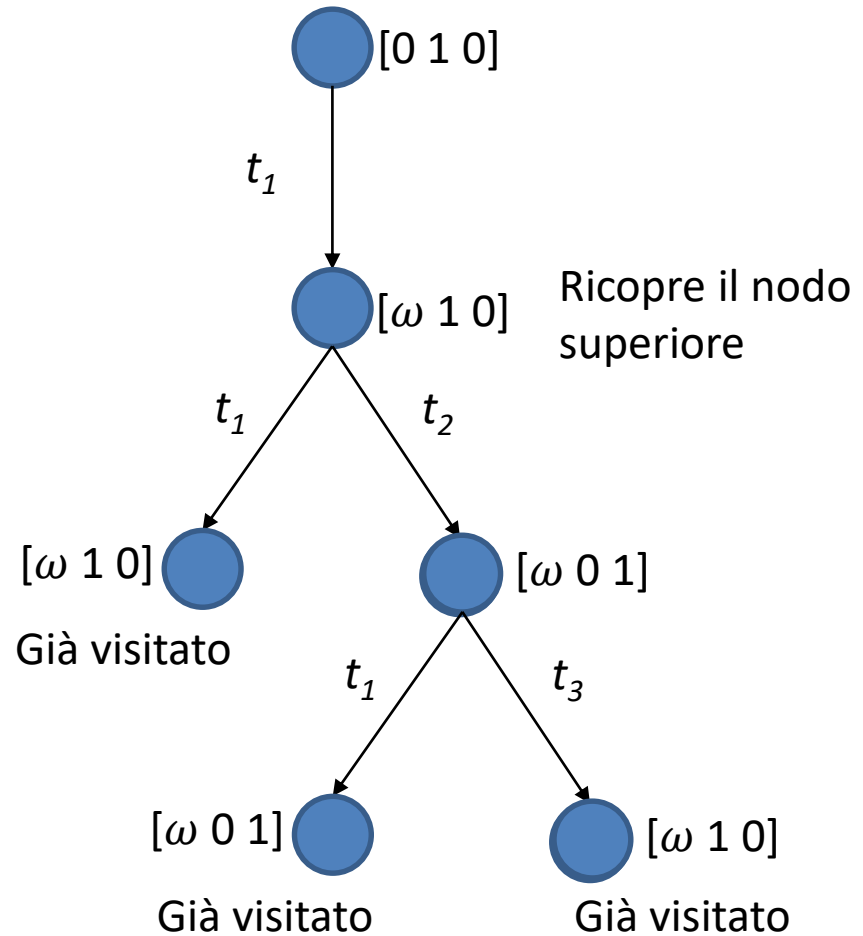 [0 1 0]
t₁
[ω 1 0]
Ricopre il nodo
superiore
t₁
t₂
[ω 1 0]
[ω 0 1]
Già visitato
t₁
t₃
[ω 0 1]
[ω 1 0]
Già visitato
Già visitato